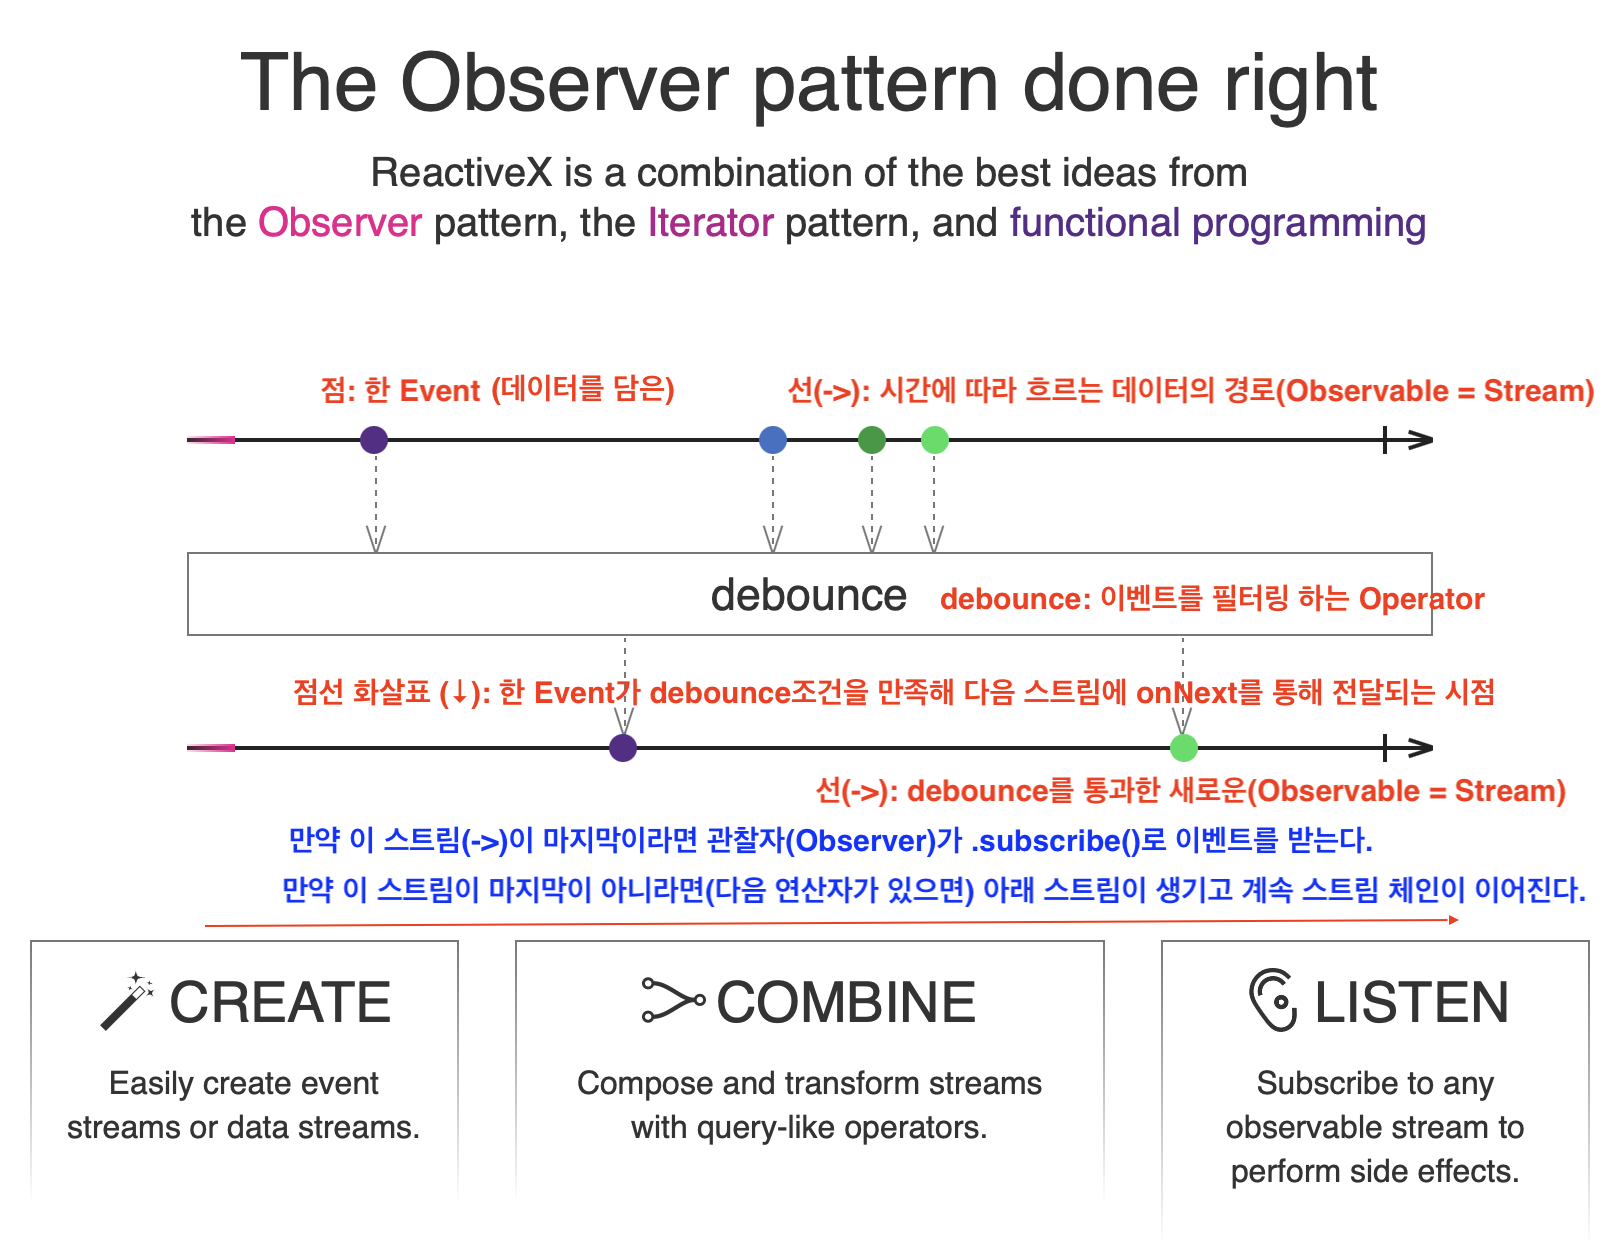 The Observer pattern done right
ReactiveX is a combination of the best ideas from
the Observer pattern, the Iterator pattern, and functional programming
점: 한 Event (데이터를 담은)
선(->): 시간에 따라 흐르는 데이터의 경로(Observable = Stream)
debounce
debounce: 이벤트를 필터링 하는 Operator
점선 화살표 (↓): 한 Event가 debounce조건을 만족해 다음 스트림에 onNext를 통해 전달되는 시점
선(->): debounce를 통과한 새로운(Observable = Stream)
만약 이 스트림(->)이 마지막이라면 관찰자(Observer)가 .subscribe()로 이벤트를 받는다.
만약 이 스트림이 마지막이 아니라면(다음 연산자가 있으면) 아래 스트림이 생기고 계속 스트림 체인이 이어진다.
CREATE
Easily create event
streams or data streams.
COMBINE
Compose and transform streams
with query-like operators.
LISTEN
Subscribe to any
observable stream to
perform side effects.